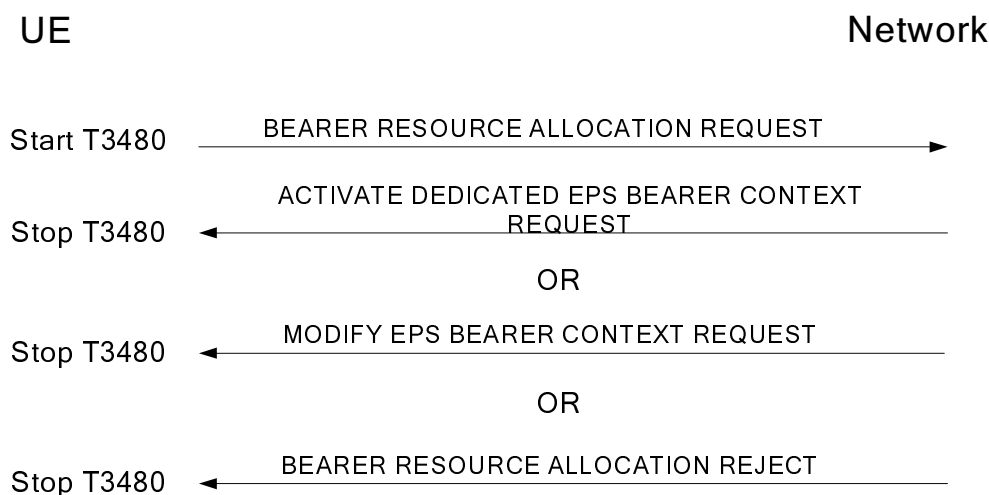 UE Network
Start T3480 BEARER RESOURCE ALLOCATION REQUEST
ACTIVATE DEDICATED EPS BEARER CONTEXT
Stop T3480 REQUEST
OR
Stop T3480 MODIFY EPS BEARER CONTEXT REQUEST
OR
Stop T3480 BEARER RESOURCE ALLOCATION REJECT